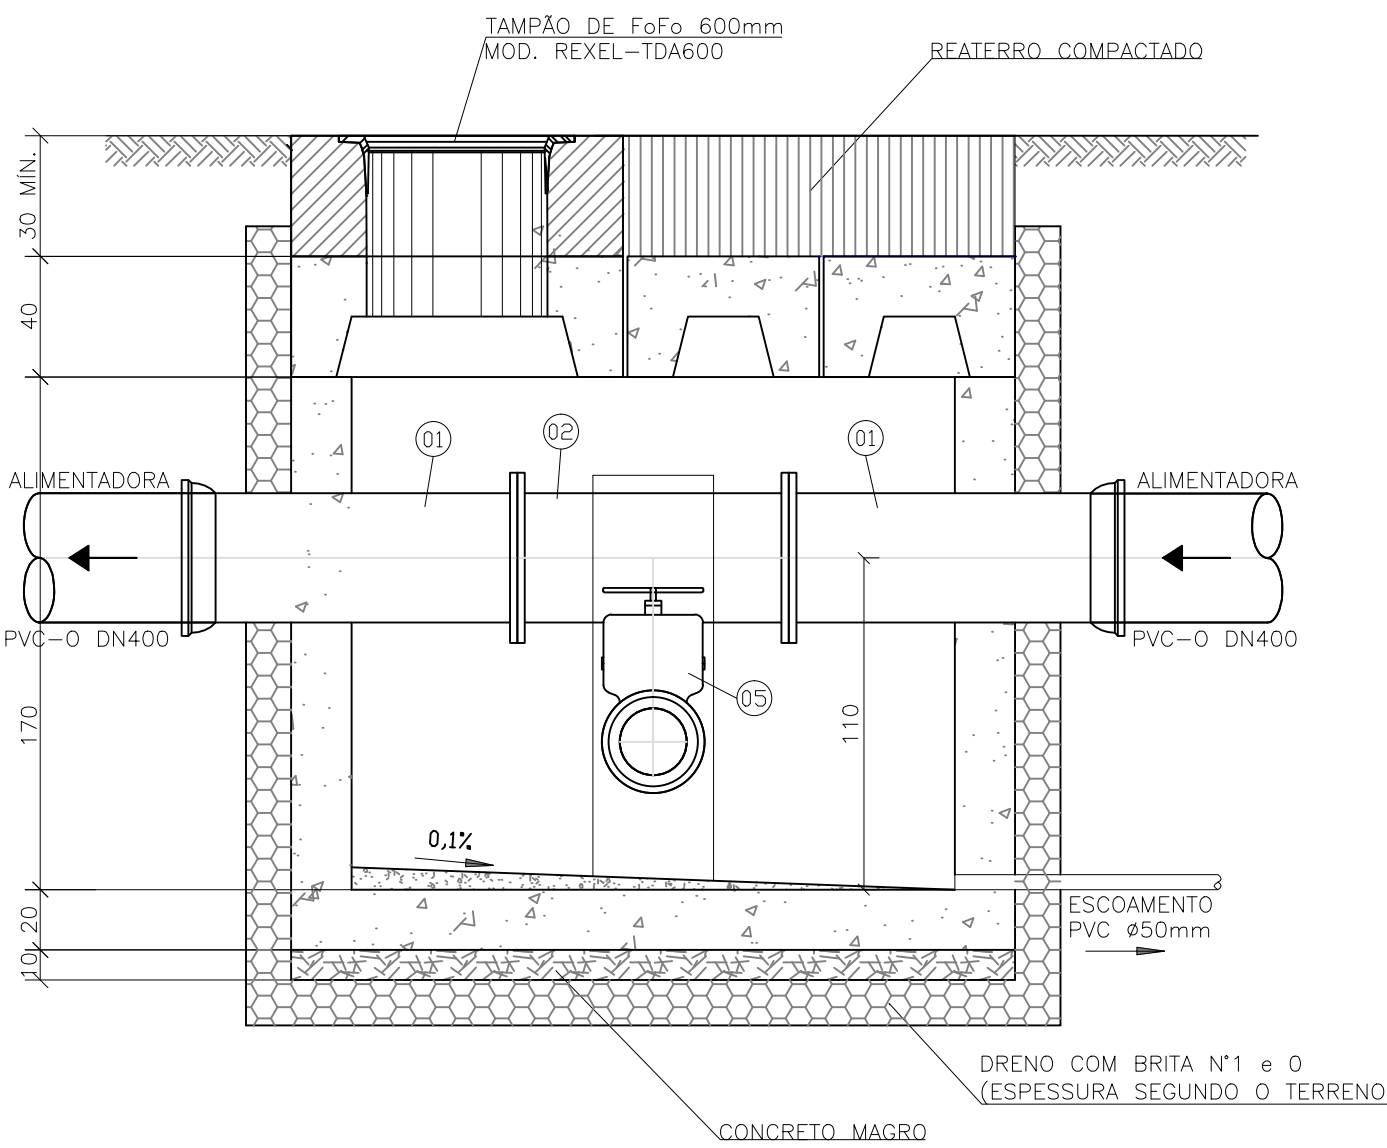 TAMPÃO DE FoFo 600mm
MOD. REXEL-TDA600
REATERRO COMPACTADO
30 MÍN.
40
01
02
01
ALIMENTADORA
ALIMENTADORA
PVC-O DN400
PVC-O DN400
170
05
110
0,1%
20
10
ESCOAMENTO
PVC Ø50mm
DRENO COM BRITA N°1 e 0
(ESPESSURA SEGUNDO O TERRENO
CONCRETO MAGRO